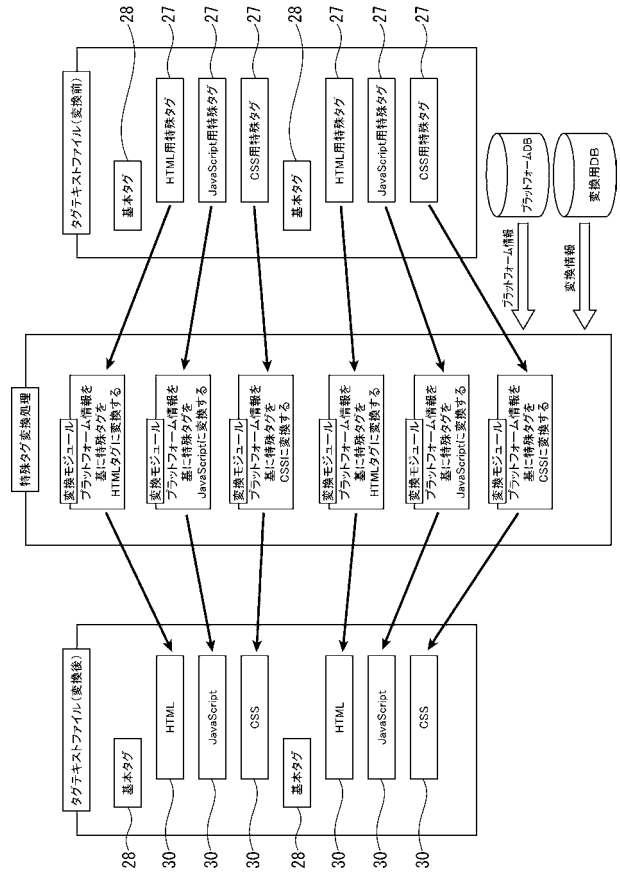 タグテキストファイル(変換前)
基本タグ
28
HTML用特殊タグ
27
JavaScript用特殊タグ
27
CSS用特殊タグ
27
基本タグ
28
HTML用特殊タグ
27
JavaScript用特殊タグ
27
CSS用特殊タグ
27
プラットフォームDB
プラットフォーム情報
変換用DB
変換情報
特殊タグ変換処理
変換モジュール
プラットフォーム情報を
基に特殊タグを
HTMLタグに変換する
変換モジュール
プラットフォーム情報を
基に特殊タグを
JavaScriptに変換する
変換モジュール
プラットフォーム情報を
基に特殊タグを
CSSに変換する
変換モジュール
プラットフォーム情報を
基に特殊タグを
HTMLタグに変換する
変換モジュール
プラットフォーム情報を
基に特殊タグを
JavaScriptに変換する
変換モジュール
プラットフォーム情報を
基に特殊タグを
CSSに変換する
タグテキストファイル(変換後)
基本タグ
28
HTML
30
JavaScript
30
CSS
30
基本タグ
28
HTML
30
JavaScript
30
CSS
30